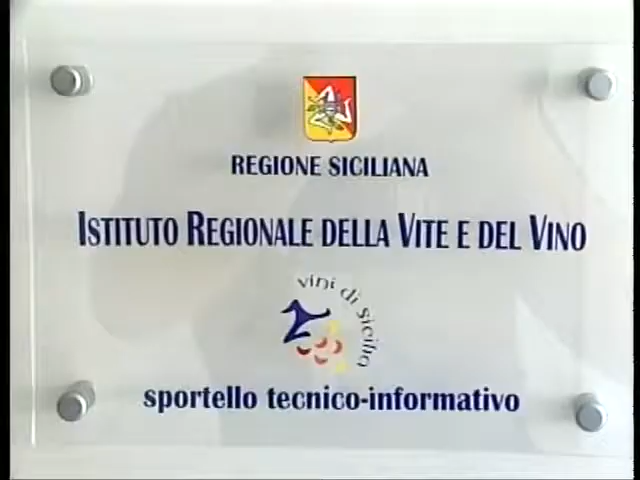 REGIONE SICILIANA
ISTITUTO REGIONALE DELLA VITE E DEL VINO
vini di sicilia
sportello tecnico-informativo